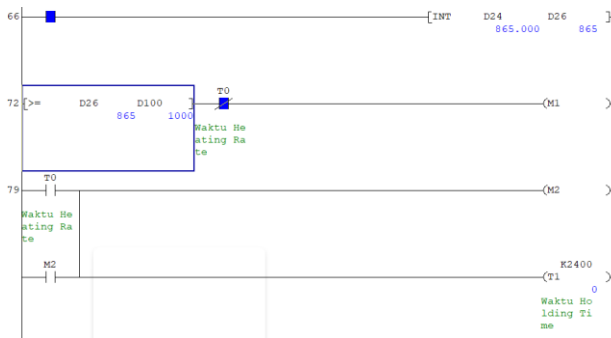 66 [INT D24 D26 ]
865.000 865
T0
72 [>= D26 D100 ] (M1 )
865 1000
Waktu He
ating Ra
te
T0
79 (M2 )
Waktu He
ating Ra
te
M2 K2400
(T1 )
0
Waktu Ho
lding Ti
me